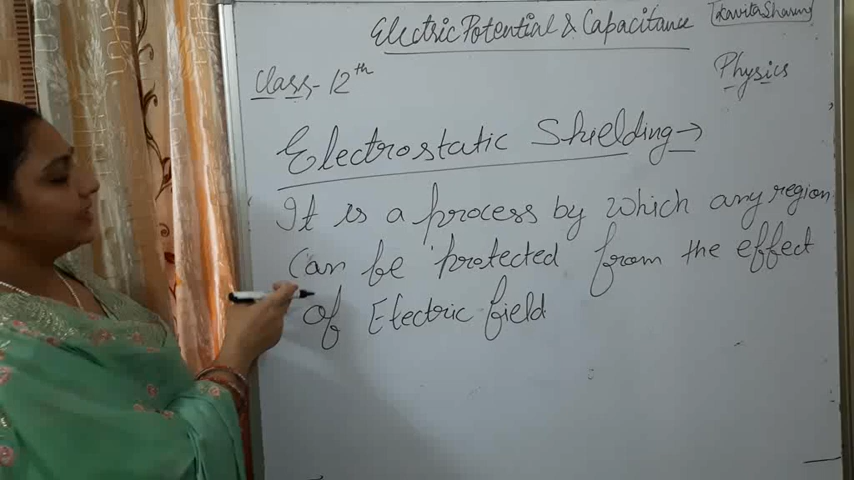 Electric Potential & Capacitance
Kavita Sharma
Class-12th
Physics
Electrostatic Shielding→
It is a process by which any region
Can be protected from the effect
of Electric field